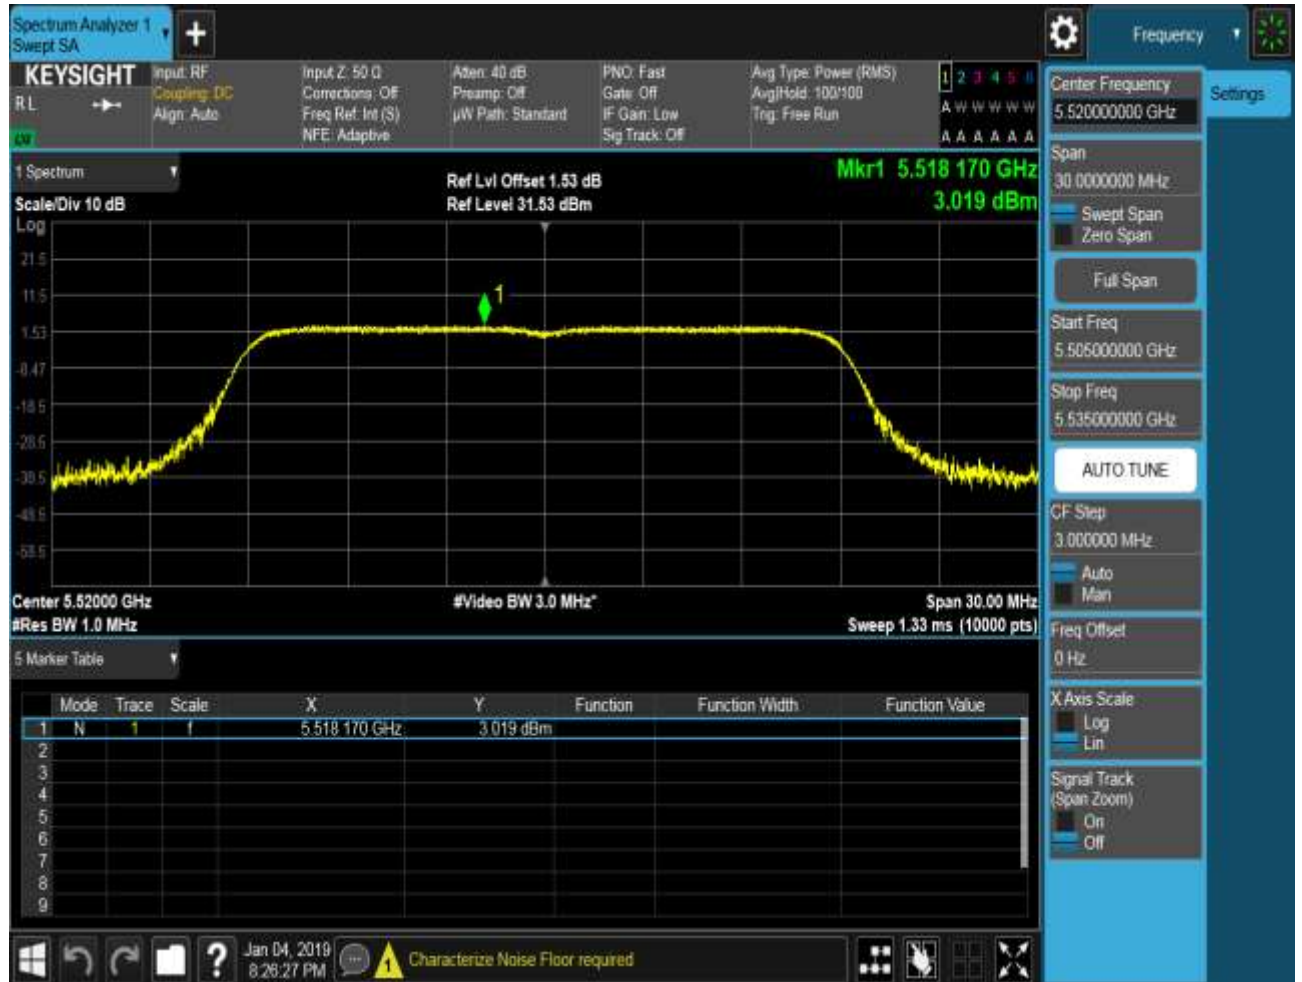 Spectrum Analyzer 1
Swept SA
Frequency
KEYSIGHT
R L
Input: RF
Coupling: DC
Align: Auto
Input Z: 50 Ω
Corrections: Off
Freq Ref: Int (S)
NFE: Adaptive
Atten: 40 dB
Preamp: Off
µW Path: Standard
PNO: Fast
Gate: Off
IF Gain: Low
Sig Track: Off
Avg Type: Power (RMS)
Avg|Hold: 100/100
Trig: Free Run
1 2 3 4 5 6
A W W W W W
A A A A A A
1 Spectrum
Scale/Div 10 dB
Log
Ref Lvl Offset 1.53 dB
Ref Level 31.53 dBm
Mkr1 5.518 170 GHz
3.019 dBm
21.5
11.5
1.53
-8.47
-18.5
-28.5
-38.5
-48.5
-58.5
1
Center 5.52000 GHz
#Res BW 1.0 MHz
#Video BW 3.0 MHz*
Span 30.00 MHz
Sweep 1.33 ms (10000 pts)
5 Marker Table
Mode Trace Scale X Y Function Function Width Function Value
1 N 1 f 5.518 170 GHz 3.019 dBm
2
3
4
5
6
7
8
9
Jan 04, 2019
8:26:27 PM
Characterize Noise Floor required
Center Frequency
5.520000000 GHz
Settings
Span
30.0000000 MHz
Swept Span
Zero Span
Full Span
Start Freq
5.505000000 GHz
Stop Freq
5.535000000 GHz
AUTO TUNE
CF Step
3.000000 MHz
Auto
Man
Freq Offset
0 Hz
X Axis Scale
Log
Lin
Signal Track
(Span Zoom)
On
Off